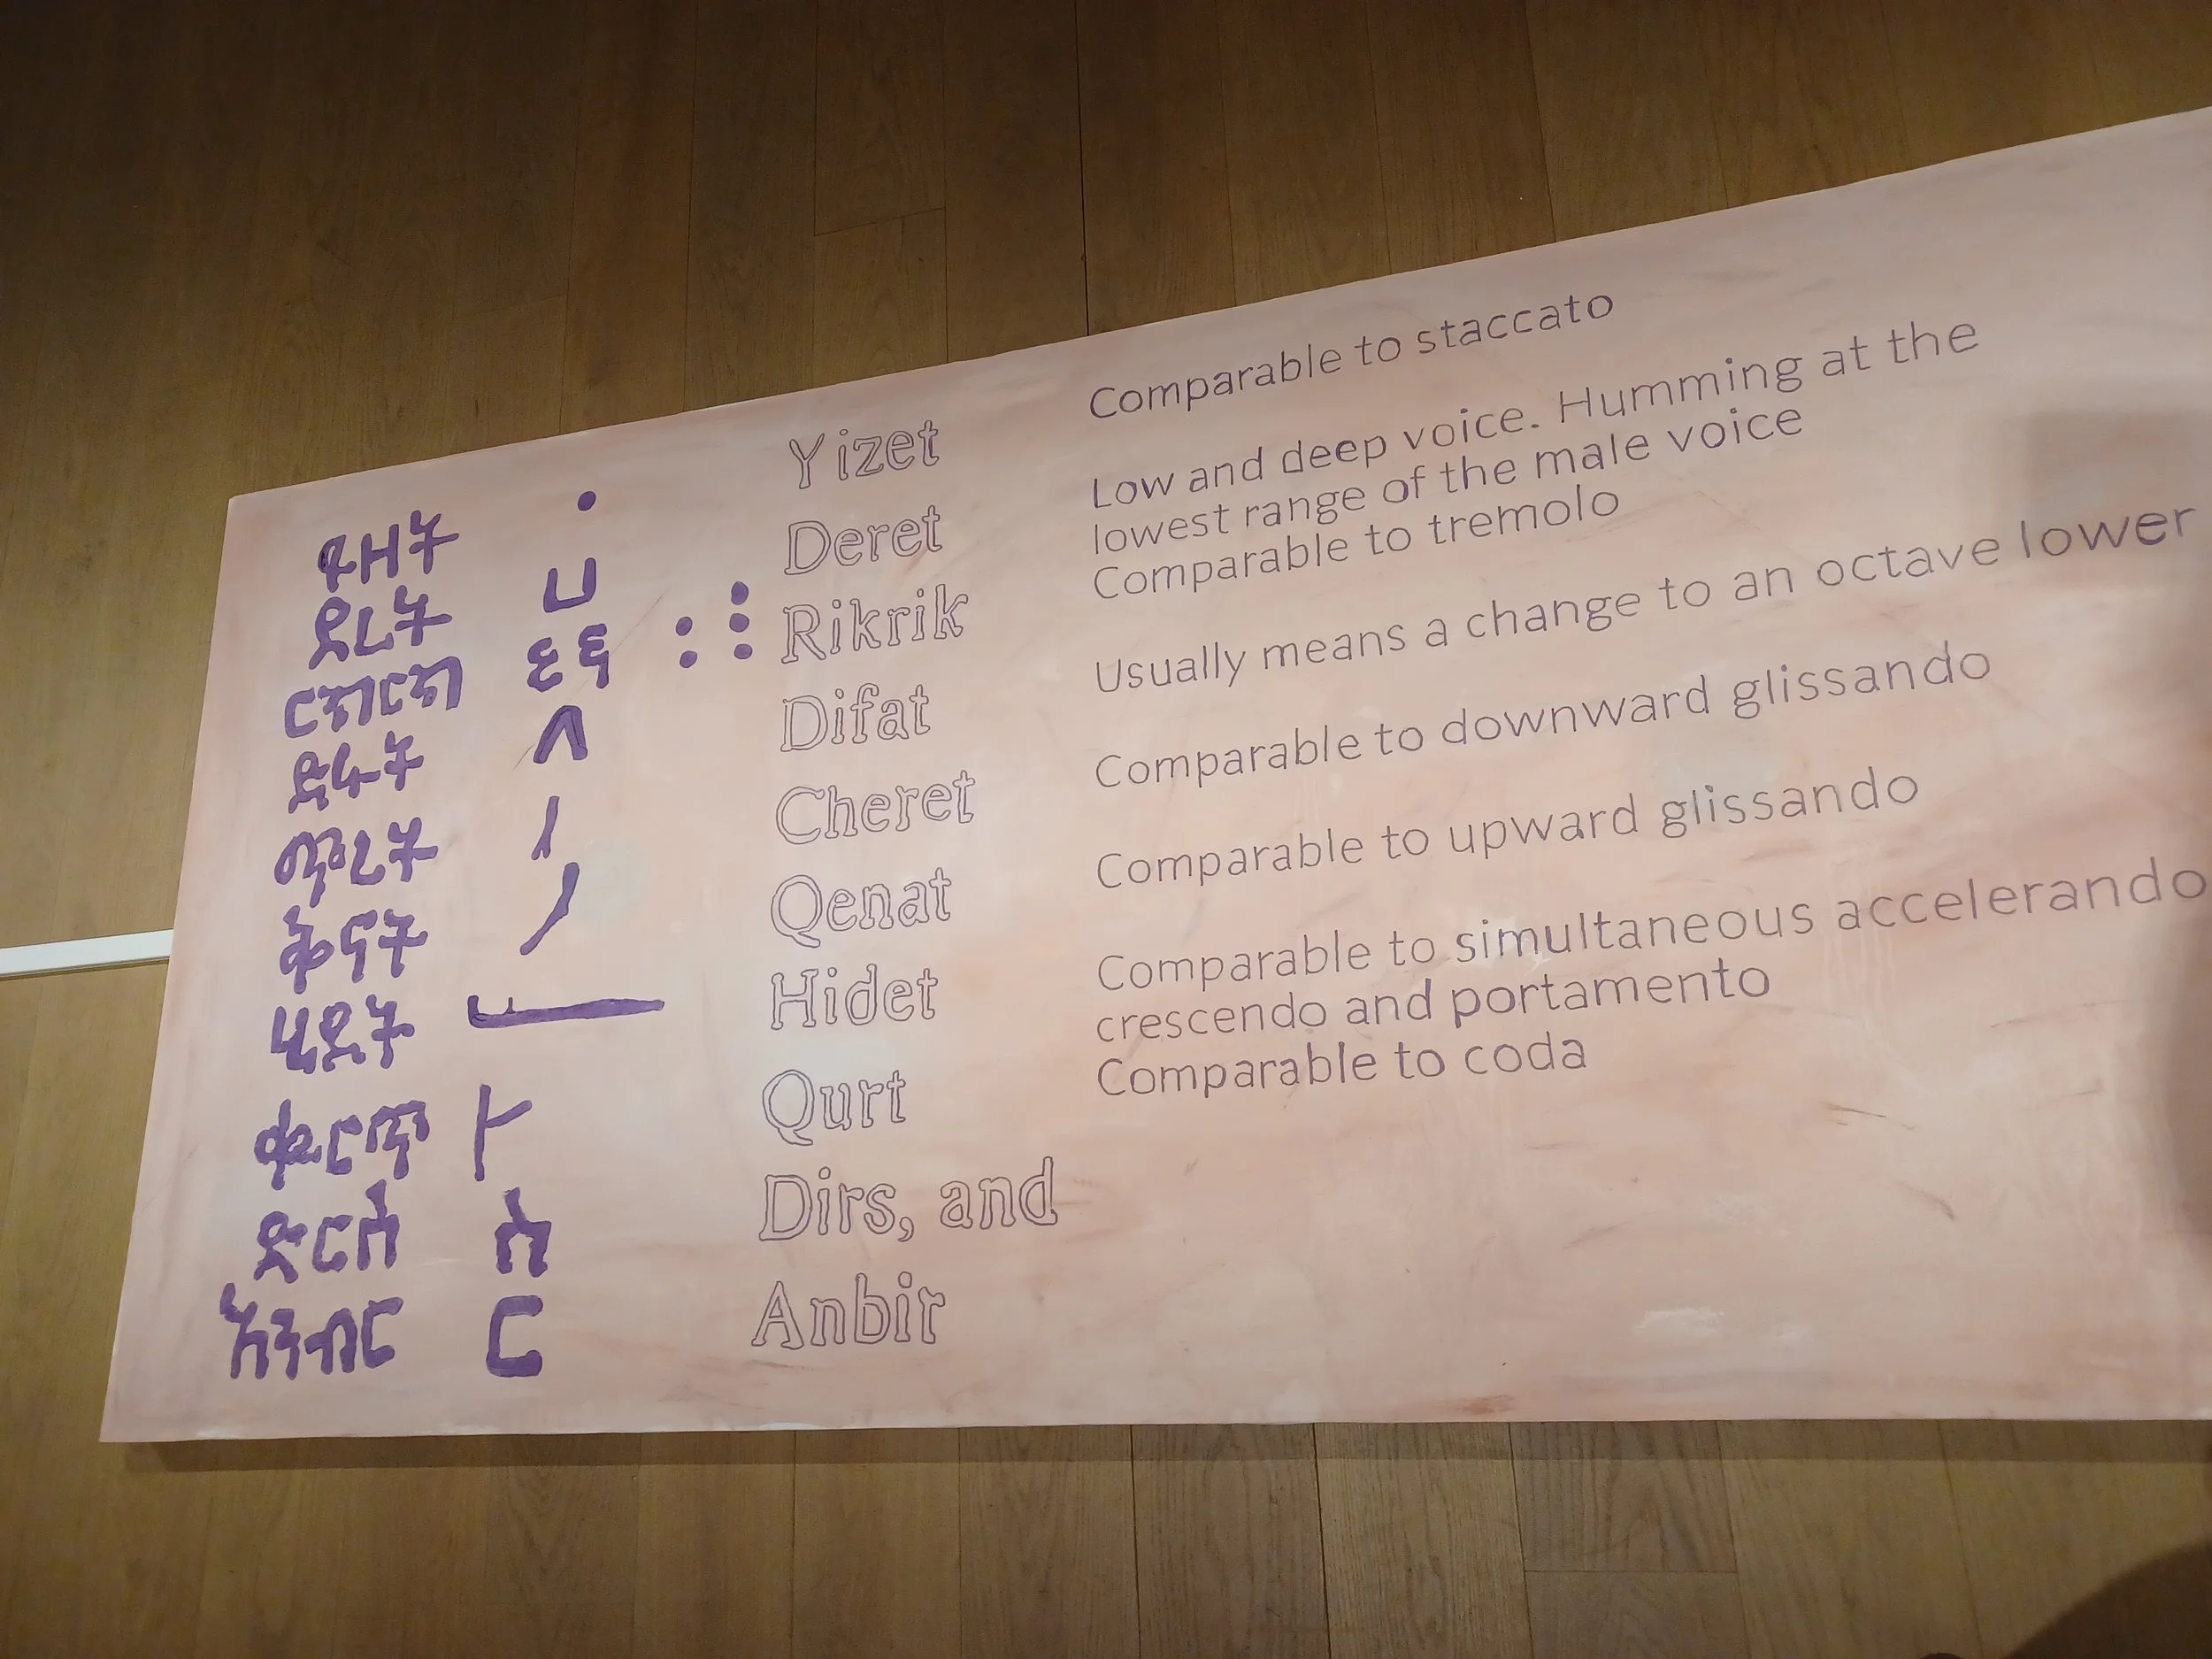 ይዘት • Yizet Comparable to staccato
ደረት ⊔ Deret Low and deep voice. Humming at the
lowest range of the male voice
ርክርክ Rikrik Comparable to tremolo
ድፋት ʌ Difat Usually means a change to an octave lower
ጭረት Cheret Comparable to downward glissando
ቅናት Qenat Comparable to upward glissando
ሂደት Hidet Comparable to simultaneous accelerando
crescendo and portamento
ቁርጥ ⊦ Qurt Comparable to coda
ድርስ ስ Dirs, and
አንብር ር Anbir